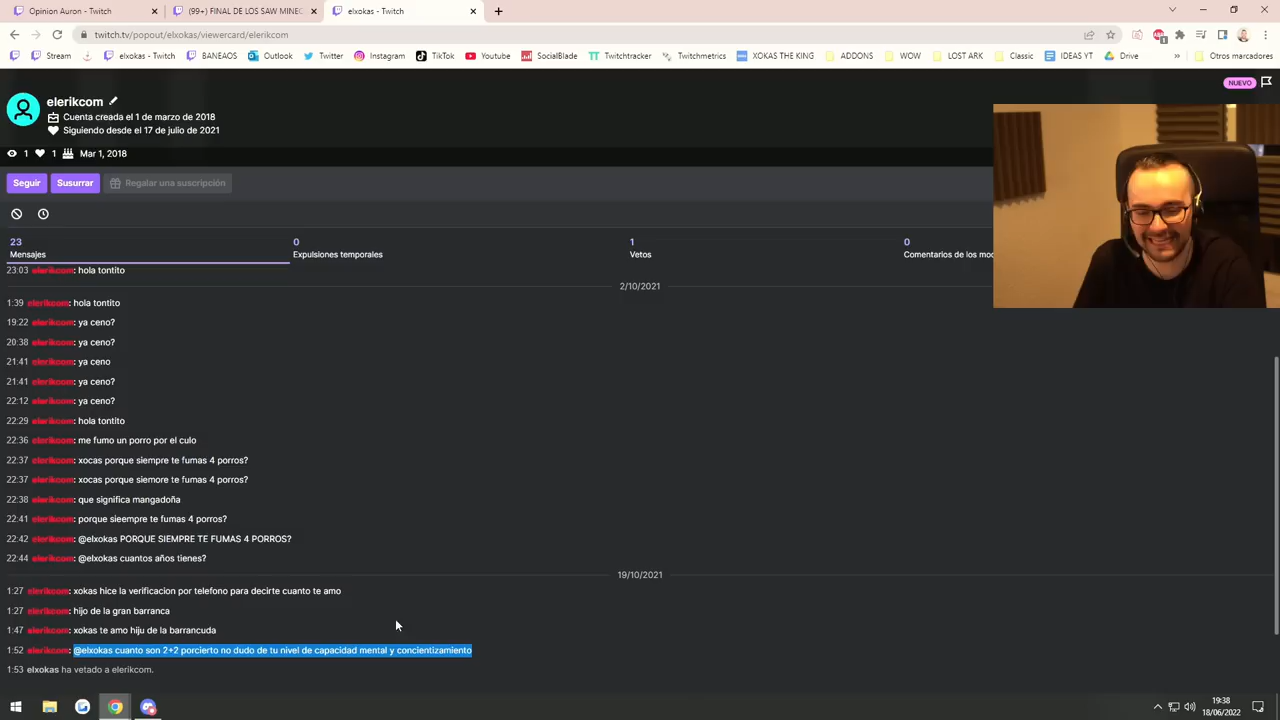 Opinion Auron - Twitch
(99+) FINAL DE LOS SAW MINEC
elxokas - Twitch
twitch.tv/popout/elxokas/viewercard/elerikcom
Stream
elxokas - Twitch
BANEAOS
Outlook
Twitter
Instagram
TikTok
Youtube
SocialBlade
Twitchtracker
Twitchmetrics
XOKAS THE KING
ADDONS
WOW
LOST ARK
Classic
IDEAS YT
Drive
»
Otros marcadores
NUEVO
elerikcom
Cuenta creada el 1 de marzo de 2018
Siguiendo desde el 17 de julio de 2021
1 1 Mar 1, 2018
Seguir
Susurrar
Regalar una suscripción
23
Mensajes
0
Expulsiones temporales
1
Vetos
0
Comentarios de los mod
23:03 elerikcom: hola tontito
2/10/2021
1:39 elerikcom: hola tontito
19:22 elerikcom: ya ceno?
20:38 elerikcom: ya ceno?
21:41 elerikcom: ya ceno
21:41 elerikcom: ya ceno?
22:12 elerikcom: ya ceno?
22:29 elerikcom: hola tontito
22:36 elerikcom: me fumo un porro por el culo
22:37 elerikcom: xocas porque siempre te fumas 4 porros?
22:37 elerikcom: xocas porque siemore te fumas 4 porros?
22:38 elerikcom: que significa mangadoña
22:41 elerikcom: porque sieempre te fumas 4 porros?
22:42 elerikcom: @elxokas PORQUE SIEMPRE TE FUMAS 4 PORROS?
22:44 elerikcom: @elxokas cuantos años tienes?
19/10/2021
1:27 elerikcom: xokas hice la verificacion por telefono para decirte cuanto te amo
1:27 elerikcom: hijo de la gran barranca
1:47 elerikcom: xokas te amo hiju de la barrancuda
1:52 elerikcom: @elxokas cuanto son 2+2 porcierto no dudo de tu nivel de capacidad mental y concientizamiento
1:53 elxokas ha vetado a elerikcom.
19:38
18/06/2022